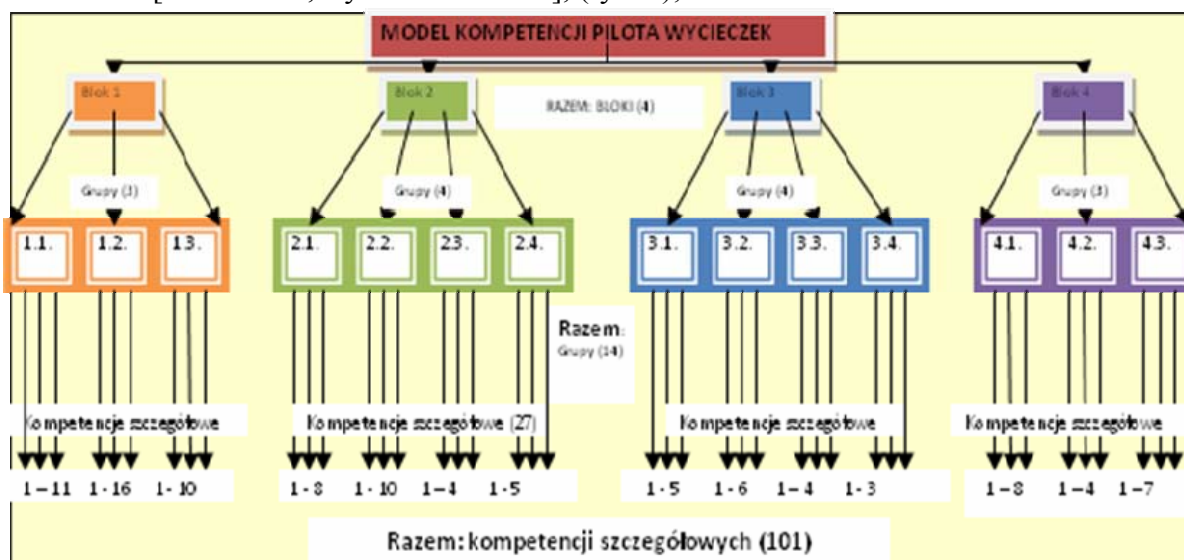 MODEL KOMPETENCJI PILOTA WYCIECZEK
Blok 1
Blok 2
RAZEM: BLOKI (4)
Blok 3
Blok 4
Grupy (3)
Grupy (4)
Grupy (4)
Grupy (3)
1.1. 1.2. 1.3.
2.1. 2.2. 2.3. 2.4.
3.1. 3.2. 3.3. 3.4.
4.1. 4.2. 4.3.
Razem:
Grupy (14)
Kompetencje szczegółowe
Kompetencje szczegółowe (27)
Kompetencje szczegółowe
Kompetencje szczegółowe
1 – 11 1 - 16 1 - 10
1 - 8 1 - 10 1 – 4 1 - 5
1 - 5 1 - 6 1 – 4 1 - 3
1 – 8 1 – 4 1 – 7
Razem: kompetencji szczegółowych (101)